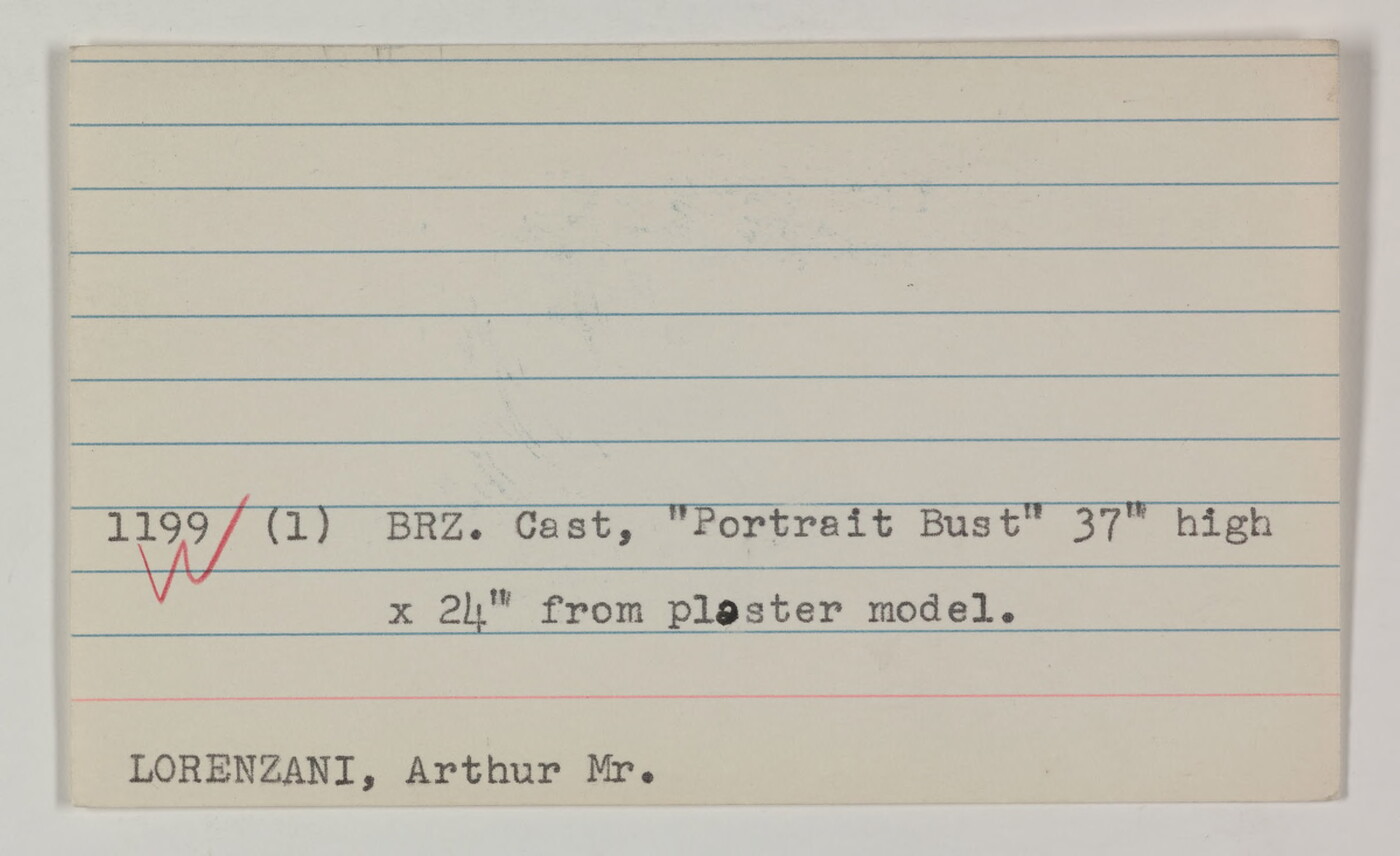 1199 (1) BRZ. Cast, "Portrait Bust" 37" high
x 24" from plaster model.
LORENZANI, Arthur Mr.